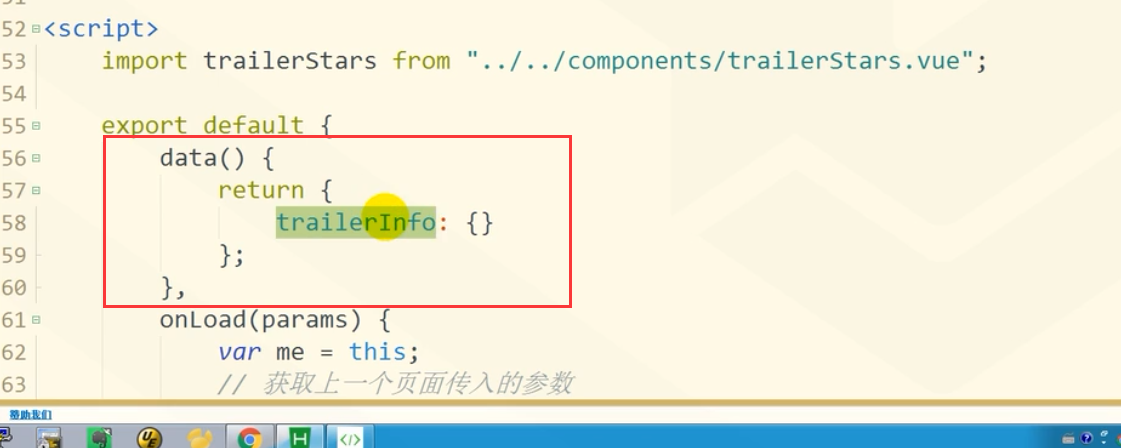 52 <script>
53 import trailerStars from "../../components/trailerStars.vue";
54
55 export default {
56 data() {
57 return {
58 trailerInfo: {}
59 };
60 },
61 onLoad(params) {
62 var me = this;
63 // 获取上一个页面传入的参数
帮助我们